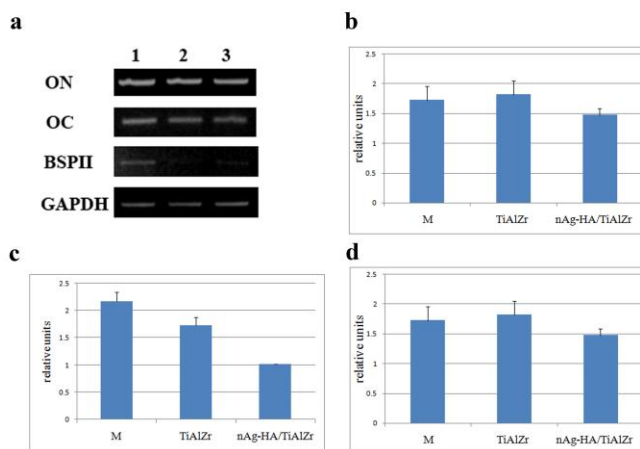 a
1 2 3
ON
OC
BSPII
GAPDH
b
relative units
2.5
2
1.5
1
0.5
0
M TiAlZr nAg-HA/TiAlZr
c
relative units
2.5
2
1.5
1
0.5
0
M TiAlZr nAg-HA/TiAlZr
d
relative units
2.5
2
1.5
1
0.5
0
M TiAlZr nAg-HA/TiAlZr